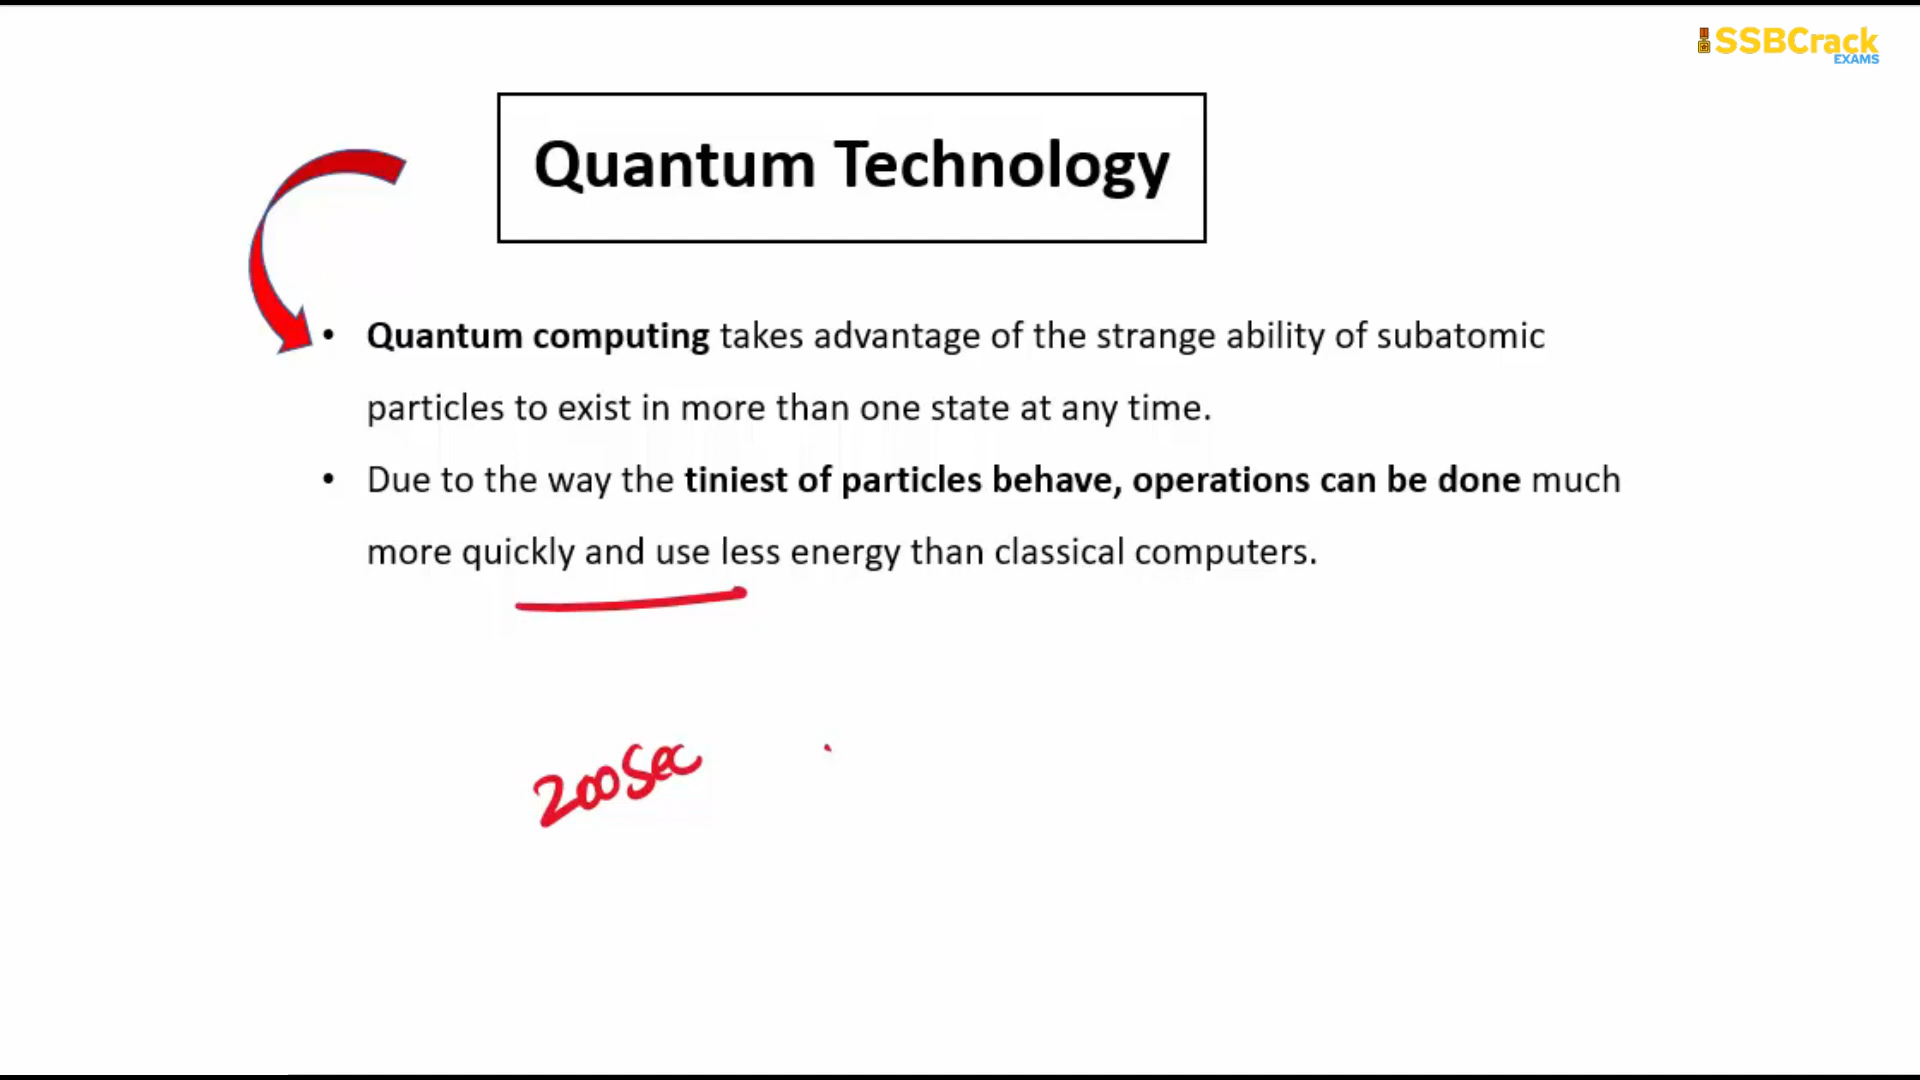 SSBCrack
EXAMS
Quantum Technology
• Quantum computing takes advantage of the strange ability of subatomic
particles to exist in more than one state at any time.
• Due to the way the tiniest of particles behave, operations can be done much
more quickly and use less energy than classical computers.
200Sec